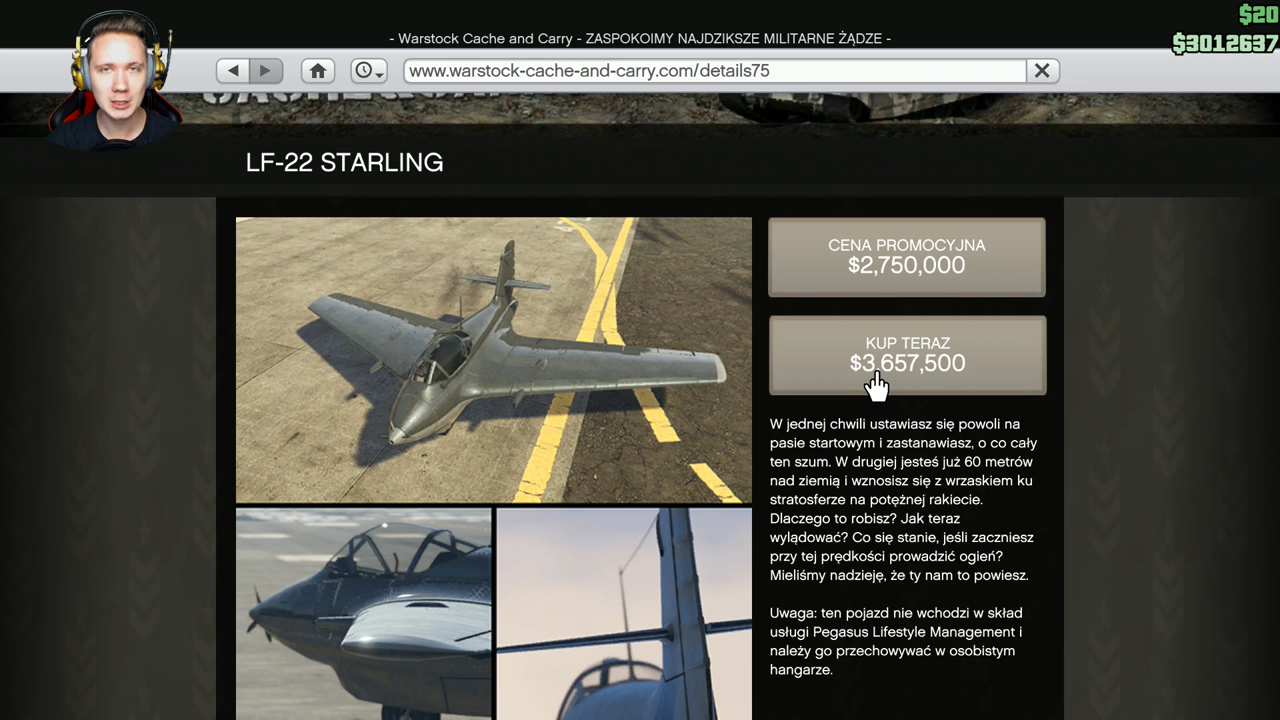 $20
- Warstock Cache and Carry - ZASPOKOIMY NAJDZIKSZE MILITARNE ŻĄDZE -
$3012637
www.warstock-cache-and-carry.com/details75
LF-22 STARLING
CENA PROMOCYJNA
$2,750,000
KUP TERAZ
$3,657,500
W jednej chwili ustawiasz się powoli na
pasie startowym i zastanawiasz, o co cały
ten szum. W drugiej jesteś już 60 metrów
nad ziemią i wznosisz się z wrzaskiem ku
stratosferze na potężnej rakiecie.
Dlaczego to robisz? Jak teraz
wylądować? Co się stanie, jeśli zaczniesz
przy tej prędkości prowadzić ogień?
Mieliśmy nadzieję, że ty nam to powiesz.
Uwaga: ten pojazd nie wchodzi w skład
usługi Pegasus Lifestyle Management i
należy go przechowywać w osobistym
hangarze.